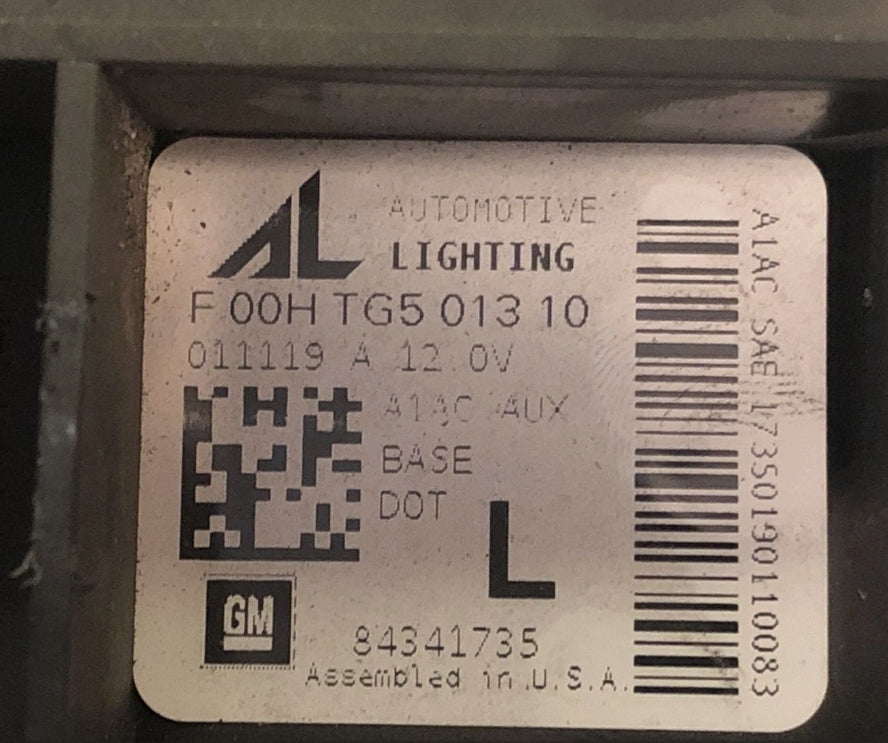 AL
AUTOMOTIVE
LIGHTING
F 00H TG5 013 10
011119 A 12.0V
A1AC AUX
BASE
DOT
L
GM
84341735
Assembled in U.S.A.
A1AC SAE 17350190110083